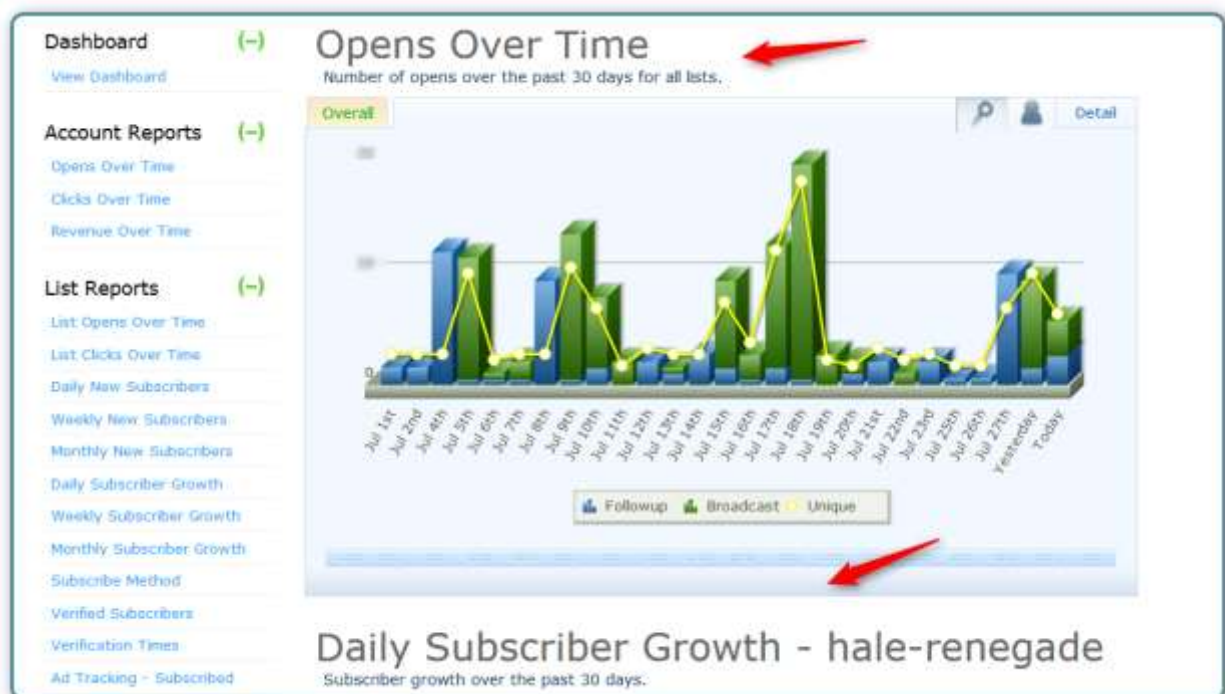 Dashboard (−)
View Dashboard
Account Reports (−)
Opens Over Time
Clicks Over Time
Revenue Over Time
List Reports (−)
List Opens Over Time
List Clicks Over Time
Daily New Subscribers
Weekly New Subscribers
Monthly New Subscribers
Daily Subscriber Growth
Weekly Subscriber Growth
Monthly Subscriber Growth
Subscribe Method
Verified Subscribers
Verification Times
Ad Tracking - Subscribed
Opens Over Time
Number of opens over the past 30 days for all lists.
Overall
Detail
0
Jul 1st
Jul 2nd
Jul 4th
Jul 5th
Jul 6th
Jul 7th
Jul 8th
Jul 9th
Jul 10th
Jul 11th
Jul 12th
Jul 13th
Jul 14th
Jul 15th
Jul 16th
Jul 17th
Jul 18th
Jul 19th
Jul 20th
Jul 21st
Jul 22nd
Jul 23rd
Jul 25th
Jul 26th
Jul 27th
Yesterday
Today
Followup Broadcast Unique
Daily Subscriber Growth - hale-renegade
Subscriber growth over the past 30 days.